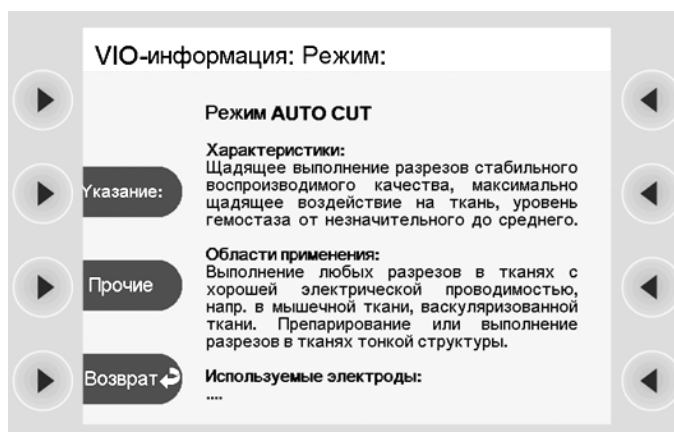 VIO-информация: Режим:
Режим AUTO CUT
Характеристики:
Щадящее выполнение разрезов стабильного
воспроизводимого качества, максимально
щадящее воздействие на ткань, уровень
гемостаза от незначительного до среднего.
Указание:
Области применения:
Выполнение любых разрезов в тканях с
хорошей электрической проводимостью,
напр. в мышечной ткани, васкуляризованной
ткани. Препарирование или выполнение
разрезов в тканях тонкой структуры.
Прочие
Используемые электроды:
....
Возврат